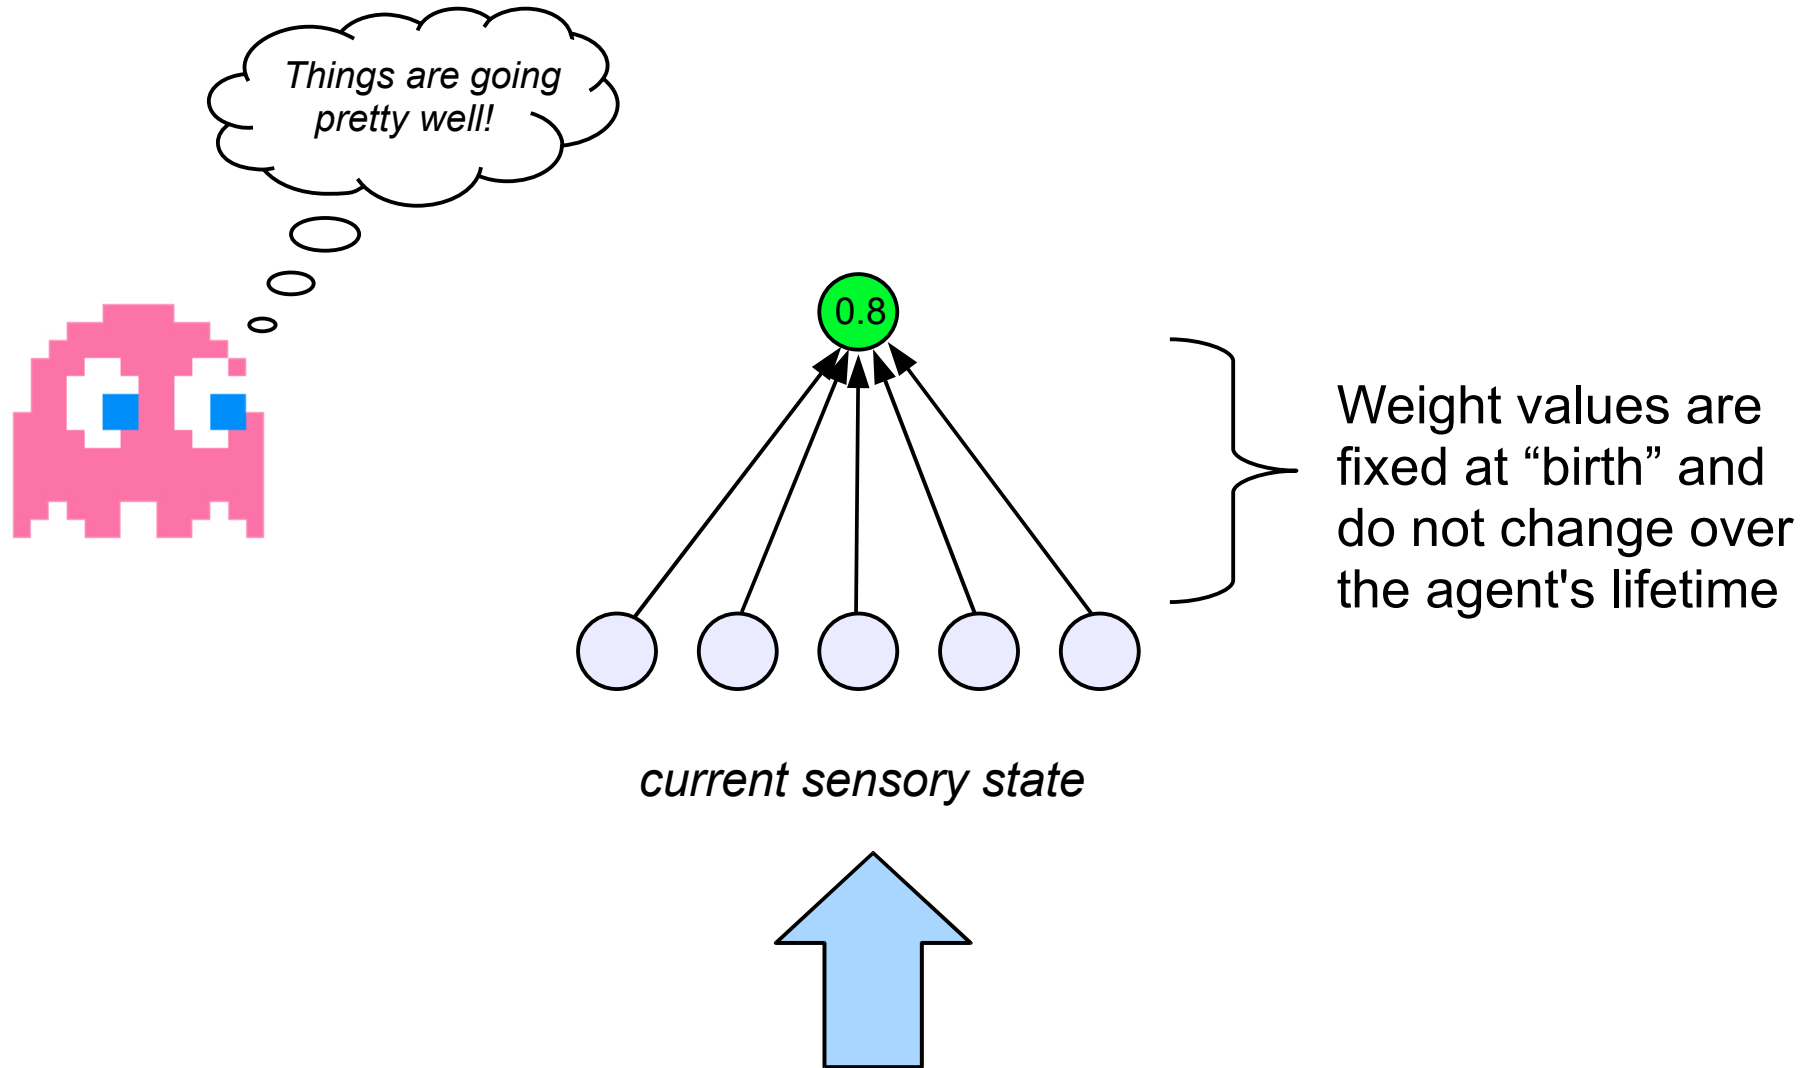 Things are going
pretty well!
0.8
Weight values are
fixed at “birth” and
do not change over
the agent's lifetime
current sensory state